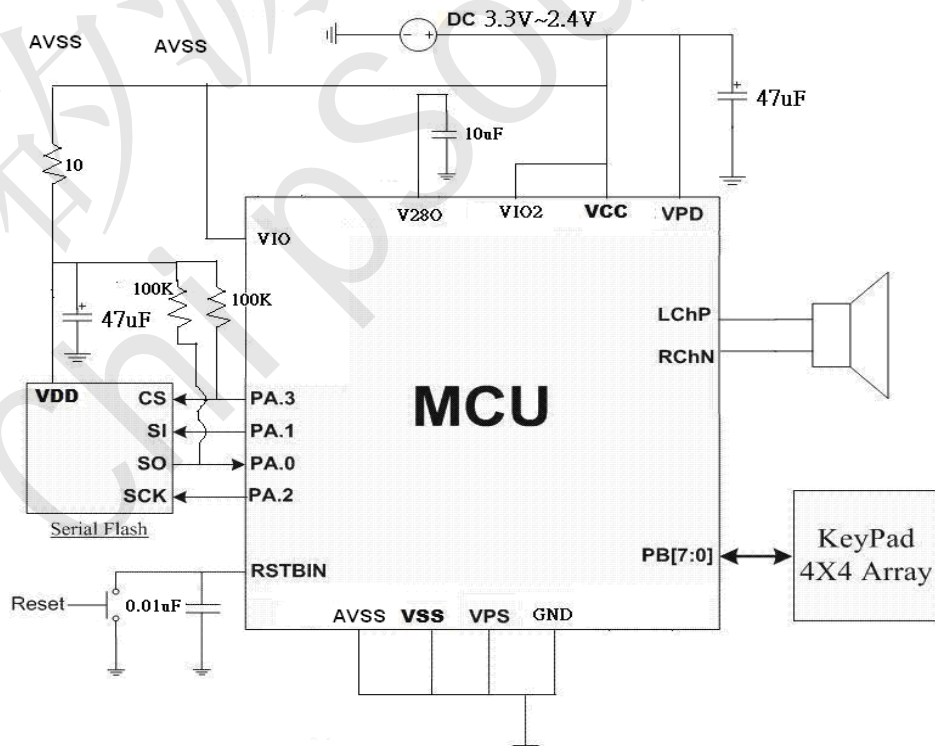 DC 3.3V~2.4V
AVSS
AVSS
47uF
10uF
10
V28O
VIO2
VCC
VPD
VIO
100K
100K
47uF
LChP
RChN
MCU
VDD
CS
PA.3
SI
PA.1
SO
PA.0
SCK
PA.2
Serial Flash
KeyPad
4X4 Array
PB[7:0]
RSTBIN
Reset
0.01uF
AVSS
VSS
VPS
GND